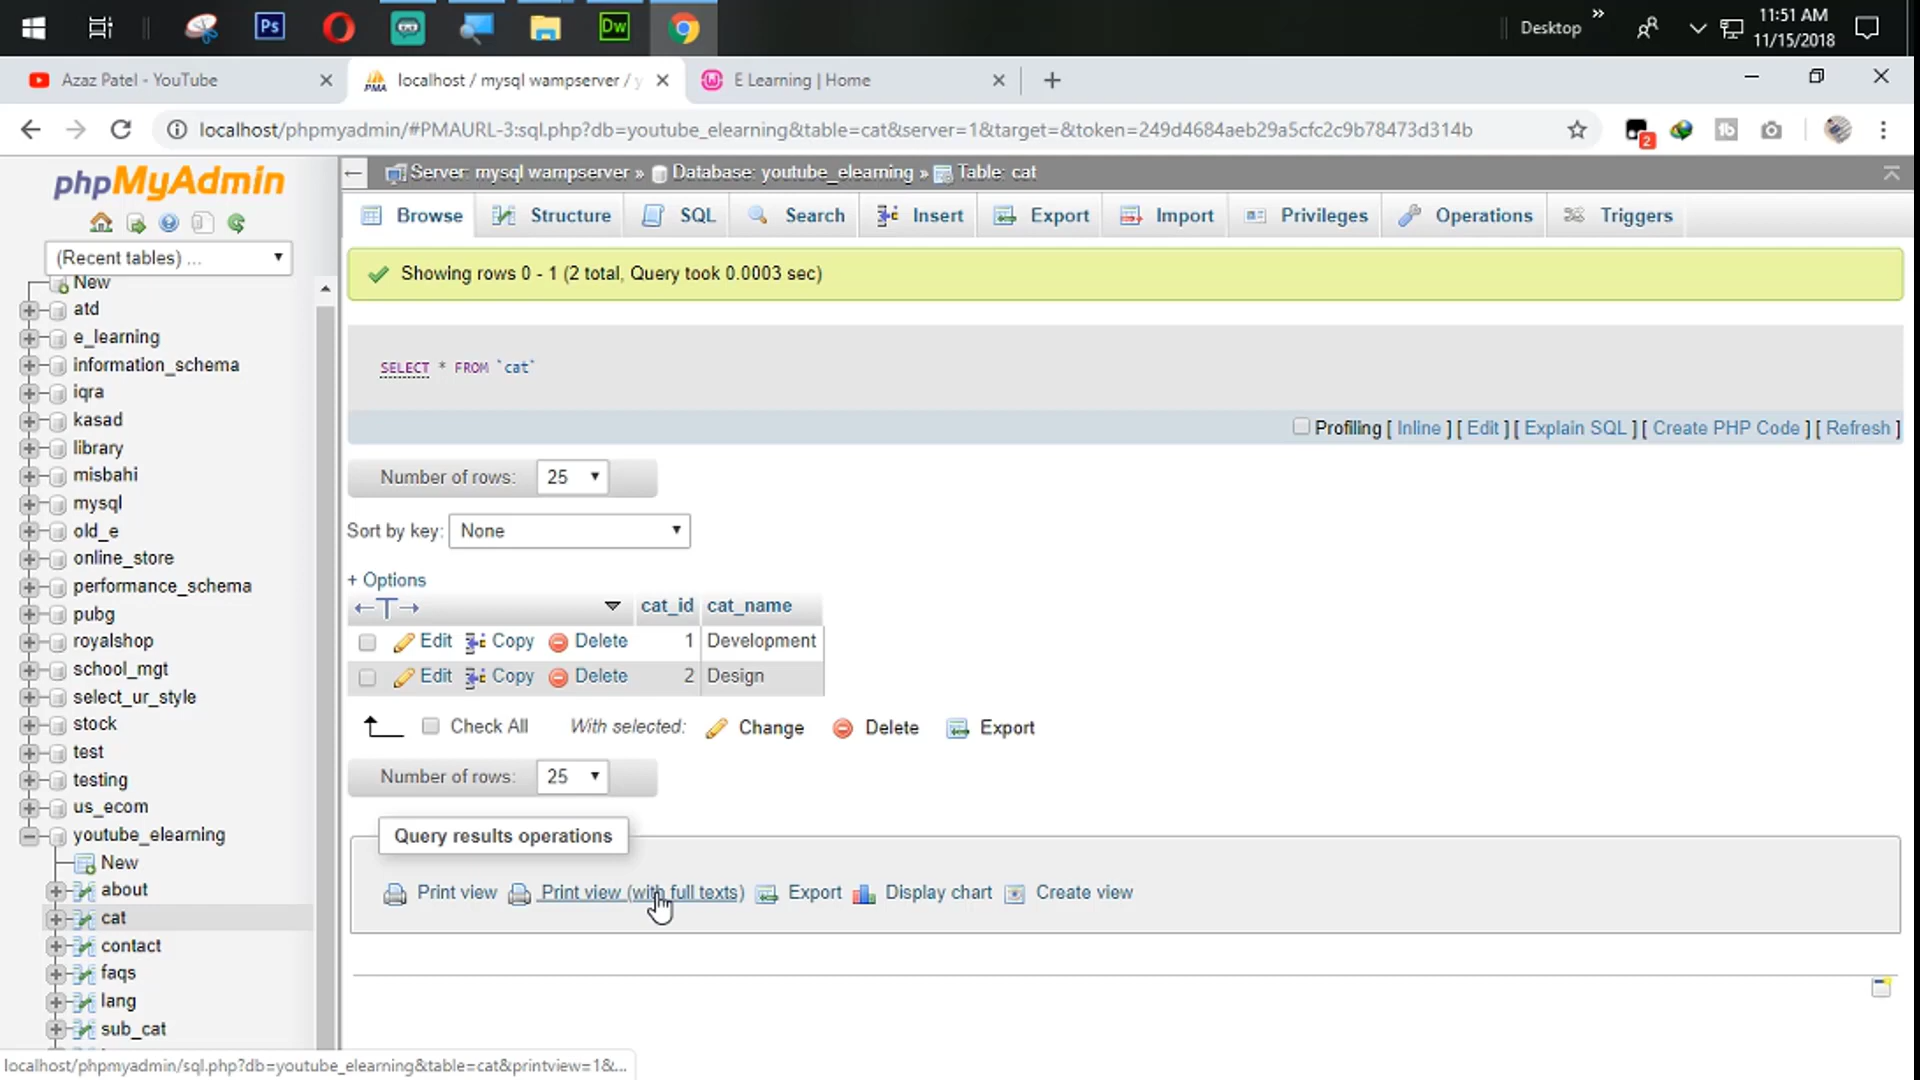 Ps
Dw
Desktop »
11:51 AM
11/15/2018
Azaz Patel - YouTube
PMA
localhost / mysql wampserver / y
E Learning | Home
localhost/phpmyadmin/#PMAURL-3:sql.php?db=youtube_elearning&table=cat&server=1&target=&token=249d4684aeb29a5cfc2c9b78473d314b
2
phpMyAdmin
(Recent tables) ...
New
atd
e_learning
information_schema
iqra
kasad
library
misbahi
mysql
old_e
online_store
performance_schema
pubg
royalshop
school_mgt
select_ur_style
stock
test
testing
us_ecom
youtube_elearning
New
about
cat
contact
faqs
lang
sub_cat
Server: mysql wampserver » Database: youtube_elearning » Table: cat
Browse Structure SQL Search Insert Export Import Privileges Operations Triggers
Showing rows 0 - 1 (2 total, Query took 0.0003 sec)
SELECT * FROM `cat`
Profiling [ Inline ] [ Edit ] [ Explain SQL ] [ Create PHP Code ] [ Refresh ]
Number of rows: 25
Sort by key: None
+ Options
←T→ cat_id cat_name
Edit Copy Delete 1 Development
Edit Copy Delete 2 Design
Check All With selected: Change Delete Export
Number of rows: 25
Query results operations
Print view Print view (with full texts) Export Display chart Create view
localhost/phpmyadmin/sql.php?db=youtube_elearning&table=cat&printview=1&...